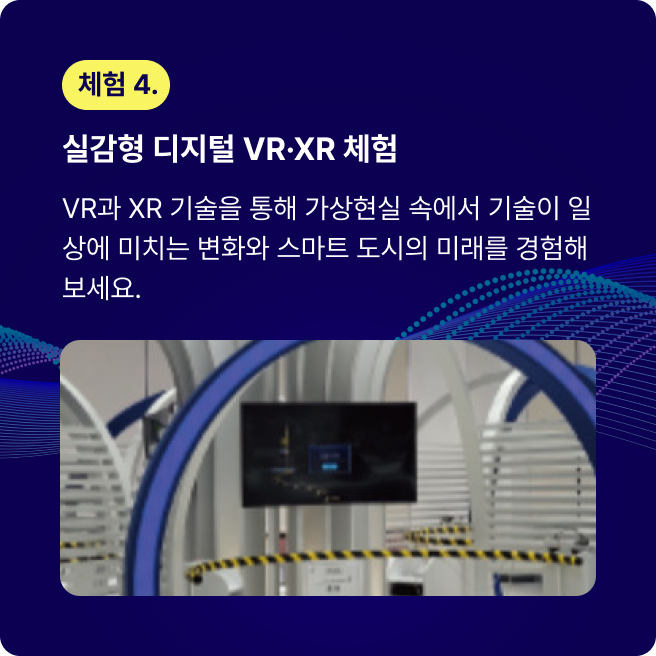 체험 4.
실감형 디지털 VR·XR 체험
VR과 XR 기술을 통해 가상현실 속에서 기술이 일
상에 미치는 변화와 스마트 도시의 미래를 경험해
보세요.